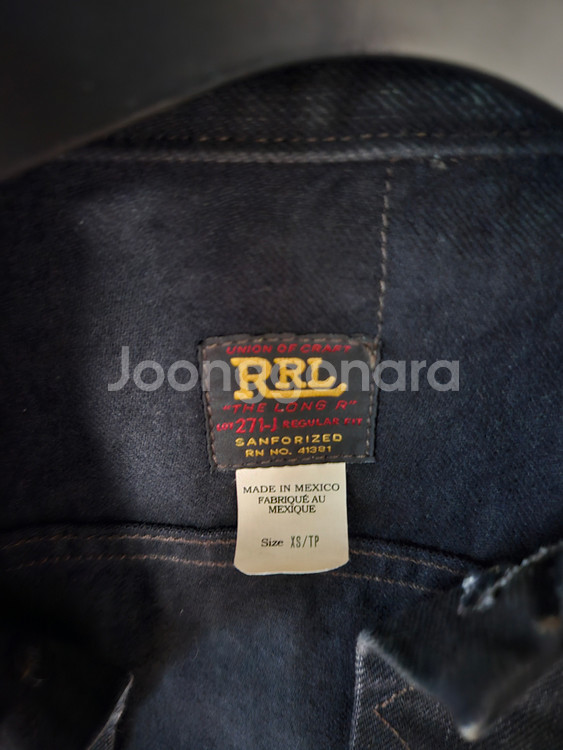 UNION OF CRAFT
RRL
"THE LONG R"
LOT 271-J REGULAR
SANFORIZED
RN NO. 41381
Joonggonara
MADE IN MEXICO
FABRIQUÉ AU
MEXIQUE
Size XS/TP